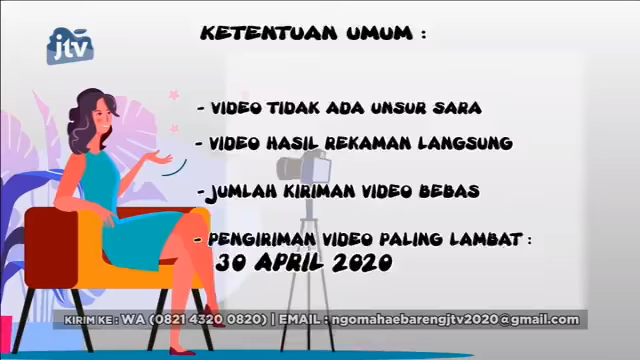 jtv
KETENTUAN UMUM :
- VIDEO TIDAK ADA UNSUR SARA
- VIDEO HASIL REKAMAN LANGSUNG
- JUMLAH KIRIMAN VIDEO BEBAS
- PENGIRIMAN VIDEO PALING LAMBAT :
30 APRIL 2020
KIRIM KE : WA (0821 4320 0820) | EMAIL : ngomahaebarengjtv2020@gmail.com